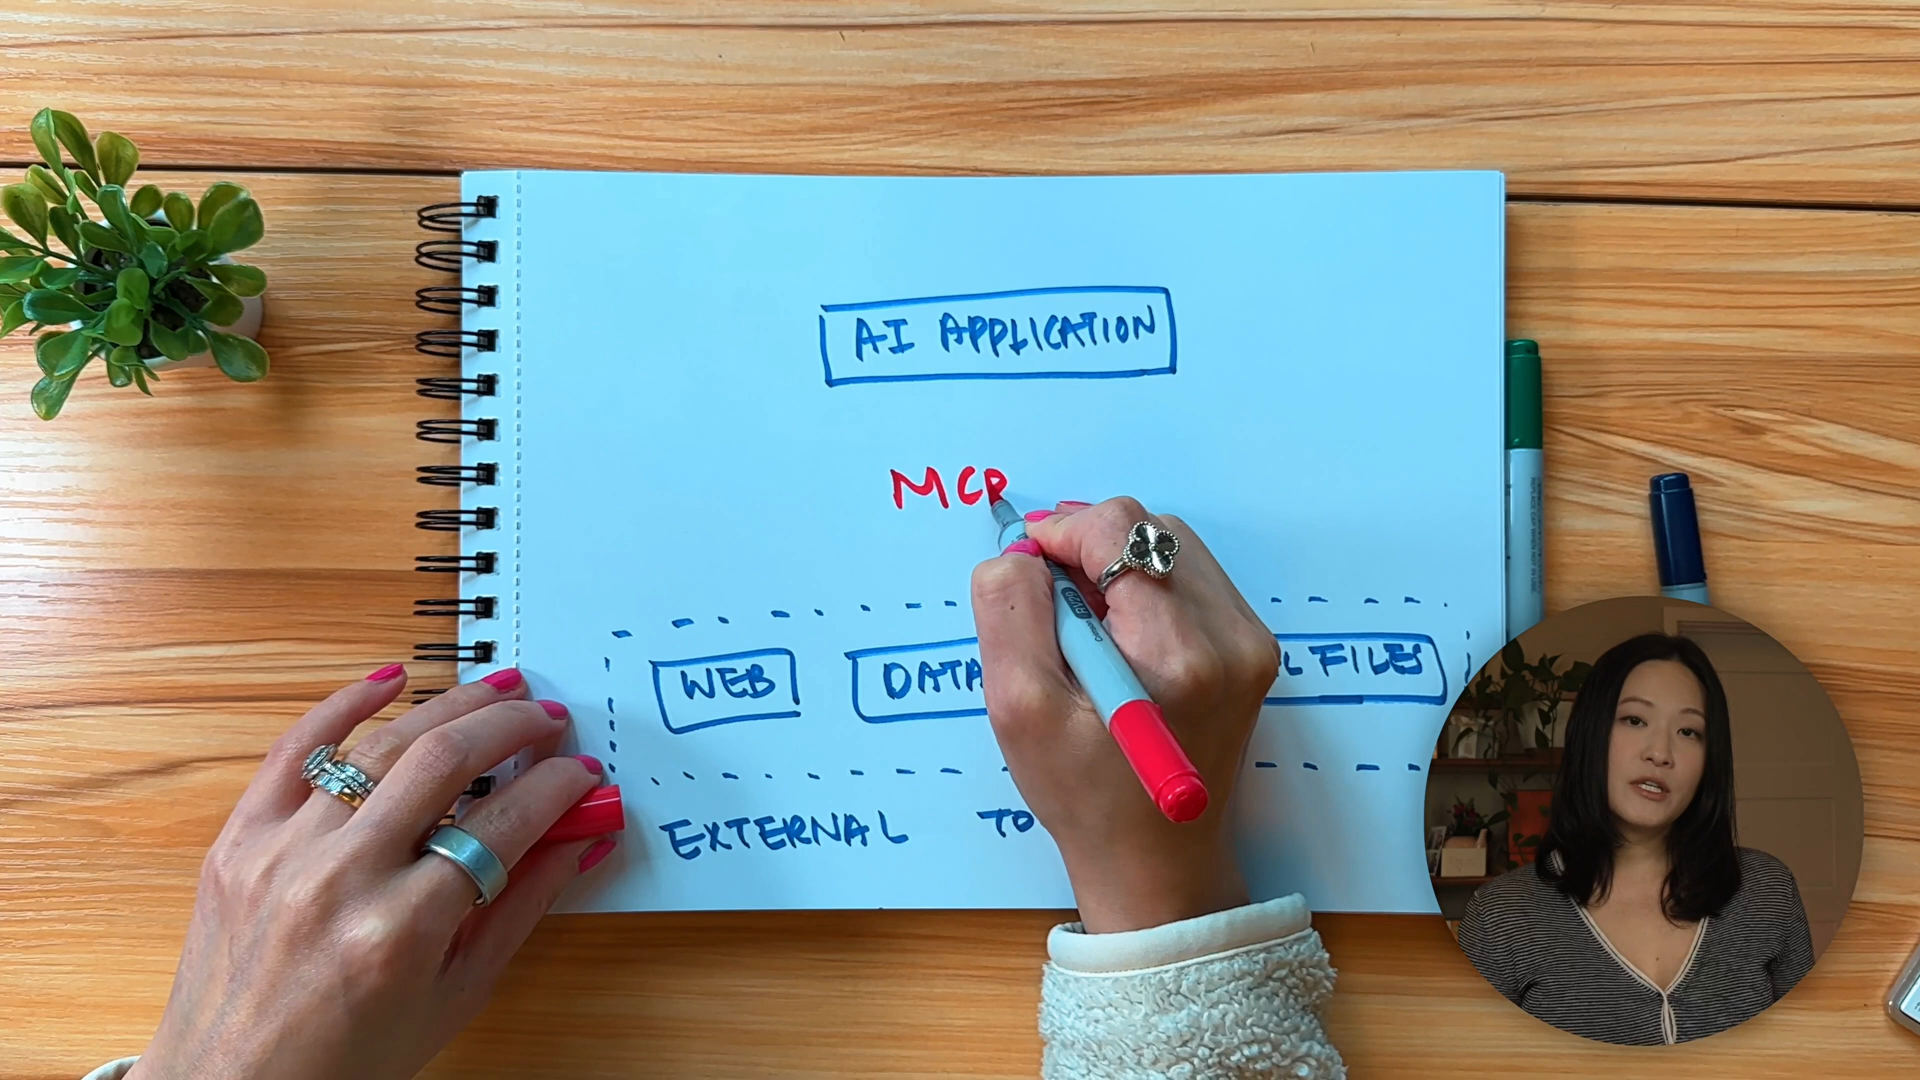 AI APPLICATION
MCP
WEB
DATA
L FILES
EXTERNAL TO